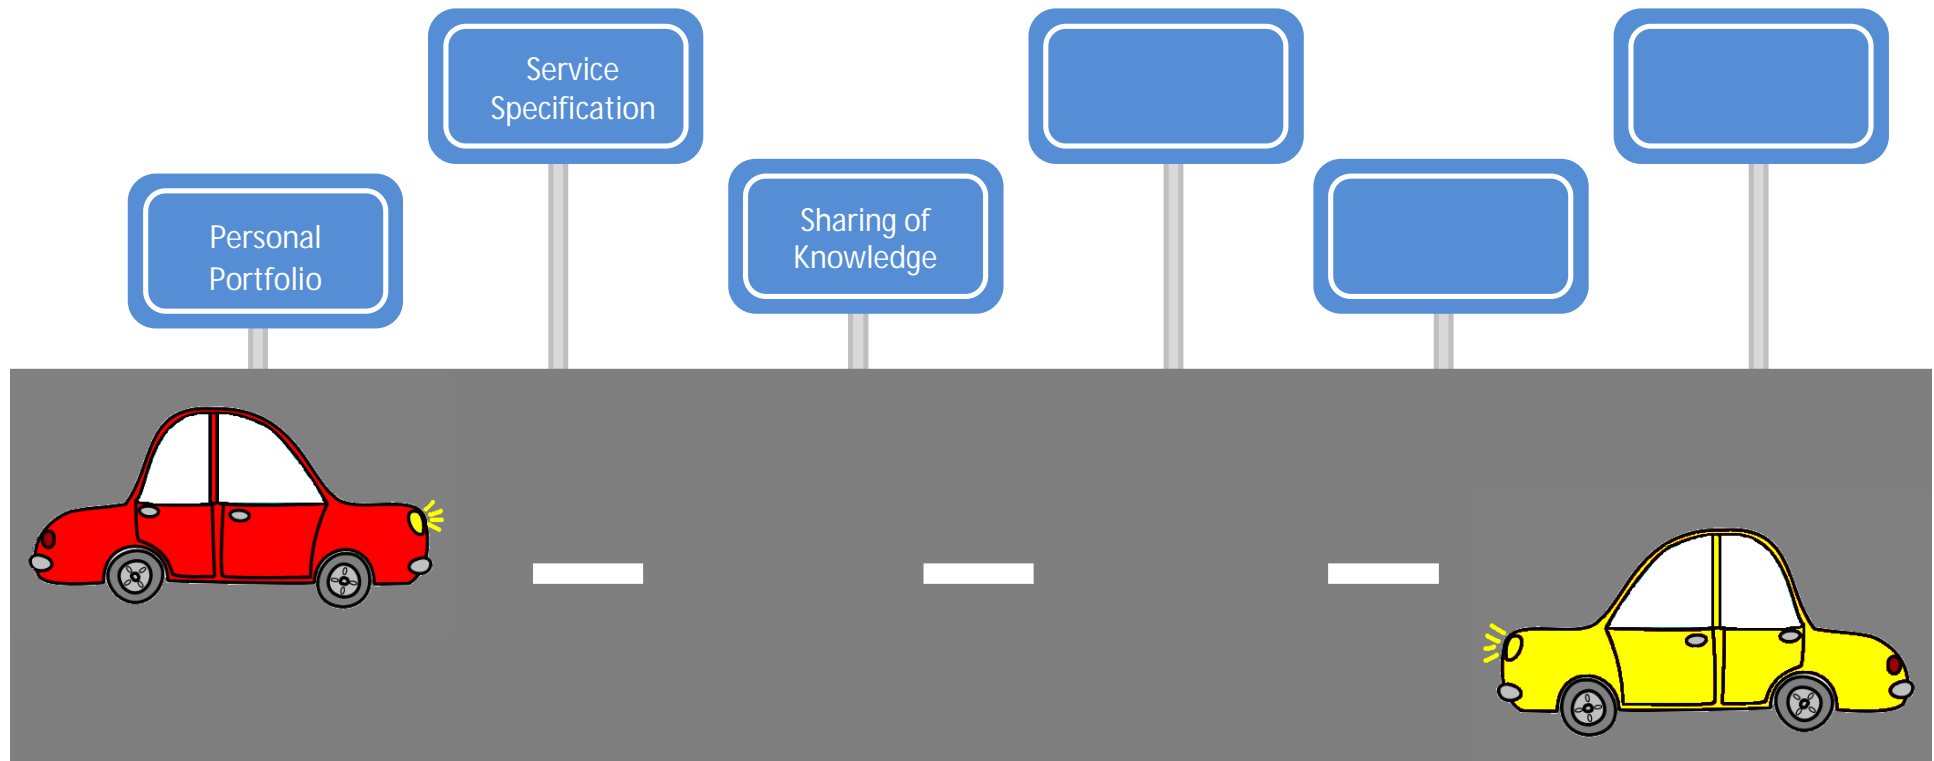 Service
Specification
Personal
Portfolio
Sharing of
Knowledge